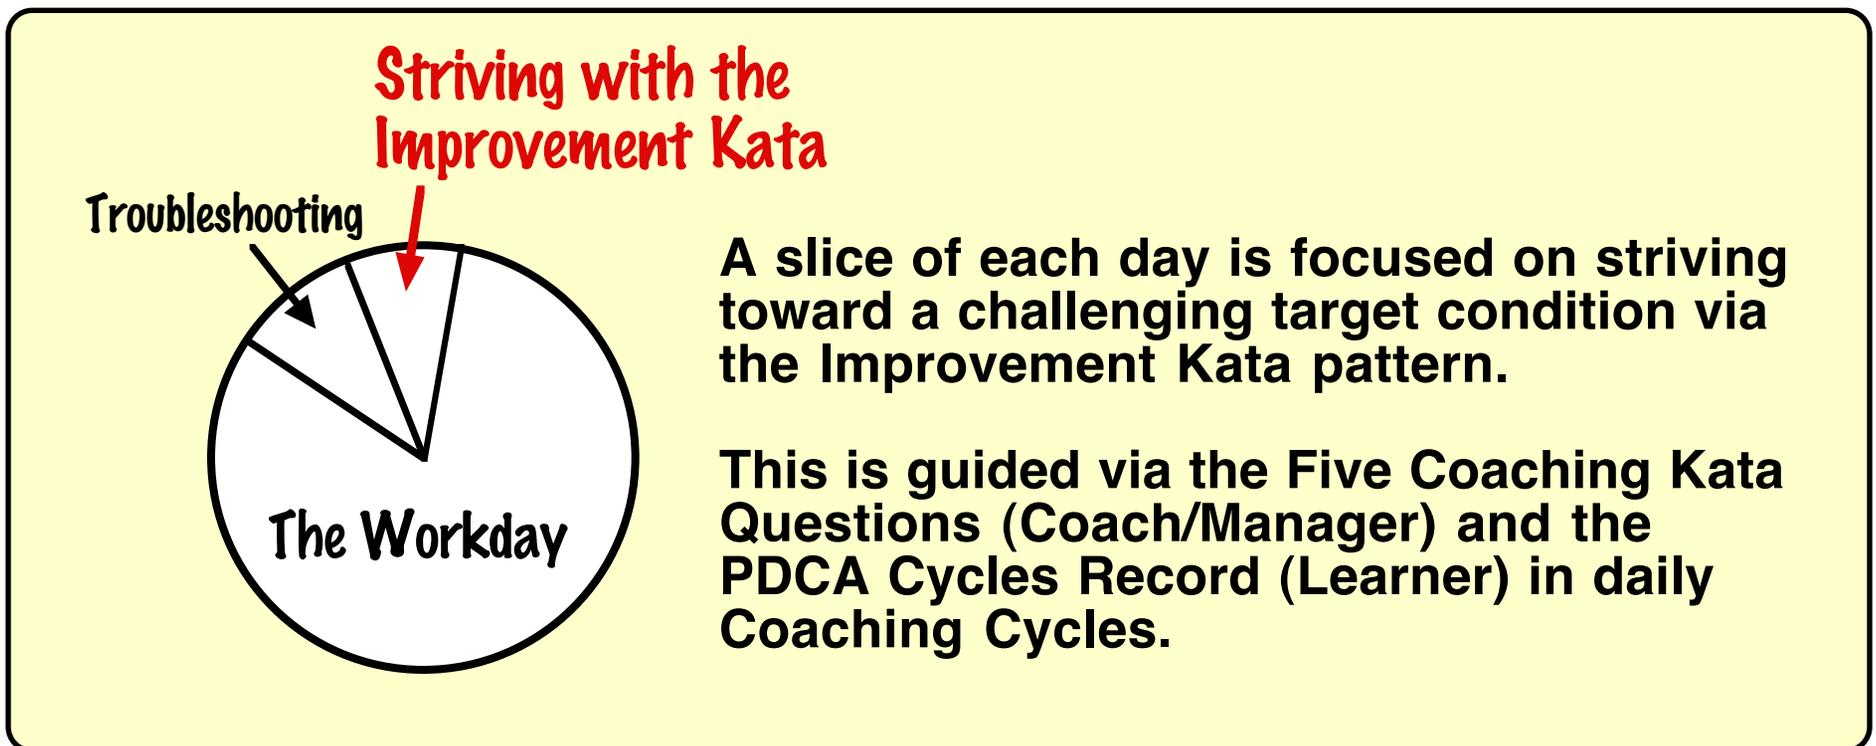 Striving with the
Improvement Kata
Troubleshooting
The Workday
A slice of each day is focused on striving
toward a challenging target condition via
the Improvement Kata pattern.
This is guided via the Five Coaching Kata
Questions (Coach/Manager) and the
PDCA Cycles Record (Learner) in daily
Coaching Cycles.